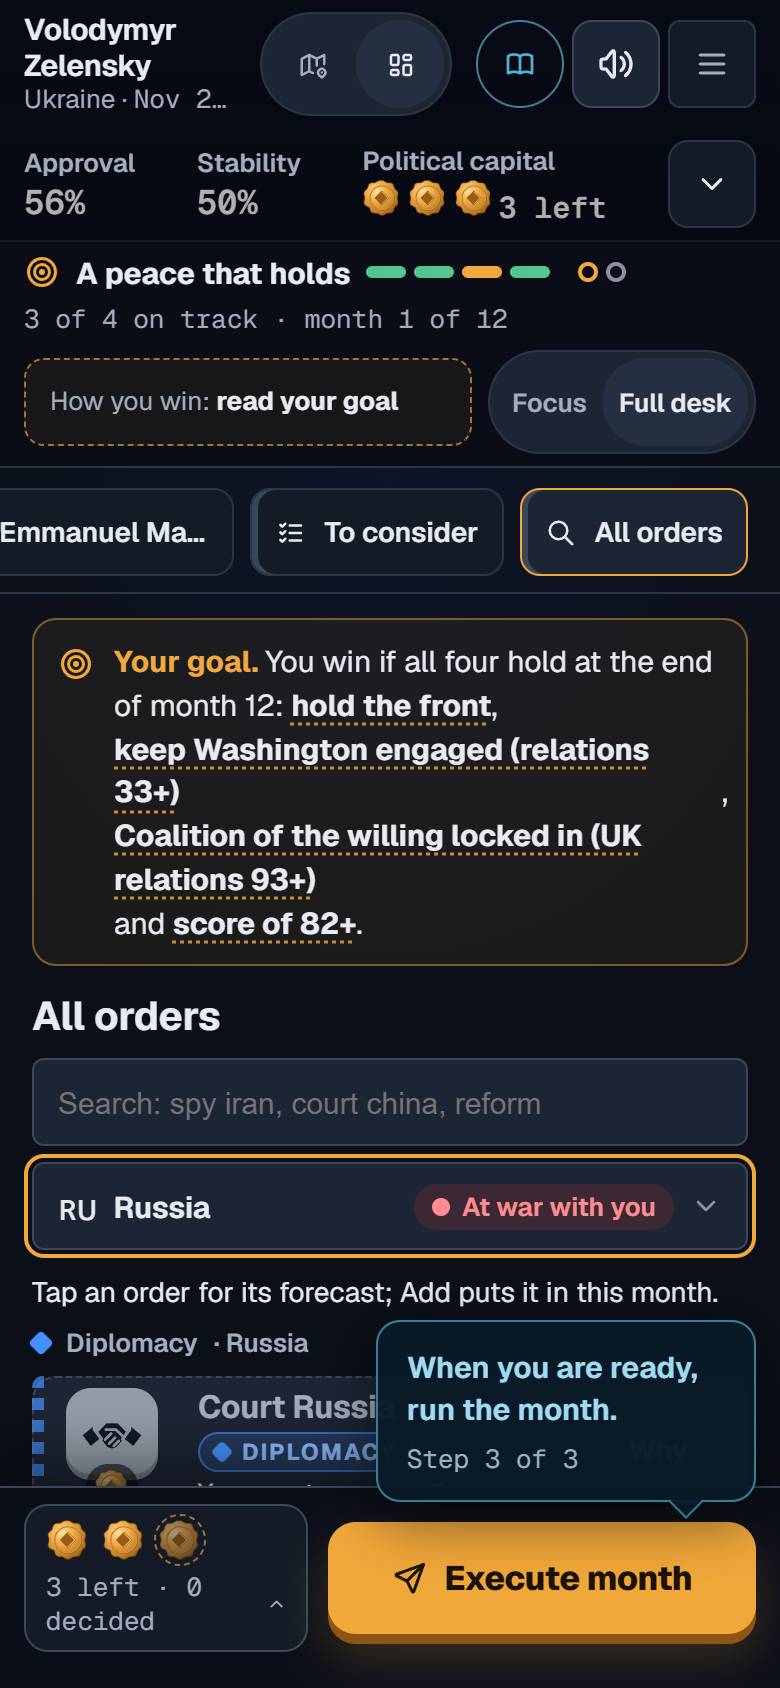 Volodymyr
Zelensky
Ukraine · Nov 2…
Approval
56%
Stability
50%
Political capital
3 left
A peace that holds
3 of 4 on track · month 1 of 12
How you win: read your goal
Focus
Full desk
Emmanuel Ma…
To consider
All orders
Your goal. You win if all four hold at the end
of month 12: hold the front,
keep Washington engaged (relations
33+),
Coalition of the willing locked in (UK
relations 93+)
and score of 82+.
All orders
Search: spy iran, court china, reform
RU Russia
At war with you
Tap an order for its forecast; Add puts it in this month.
Diplomacy · Russia
Court Russia
DIPLOMACY
Why
When you are ready,
run the month.
Step 3 of 3
3 left · 0
decided
Execute month